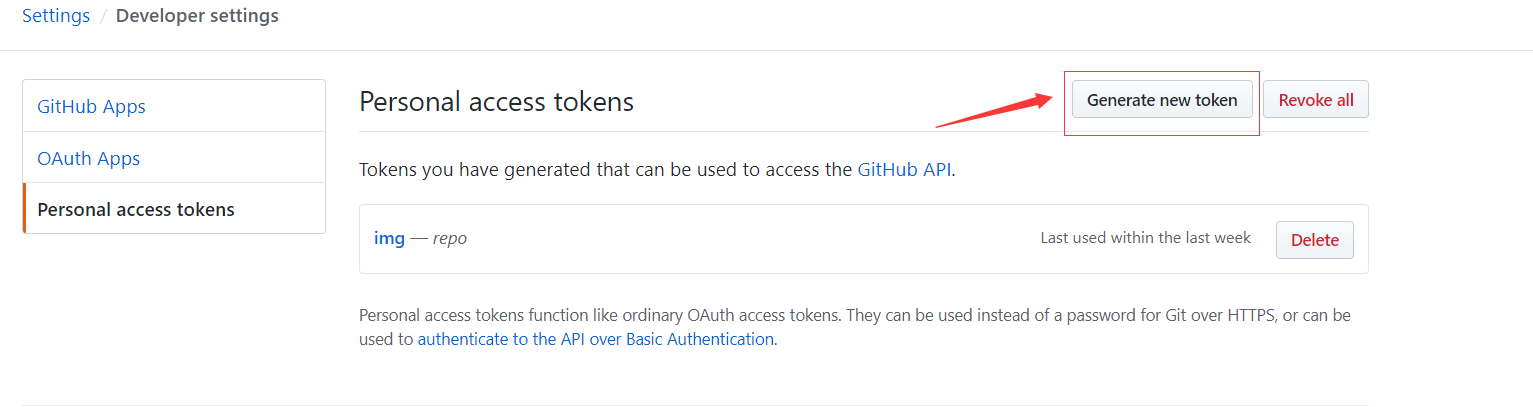 Settings / Developer settings
GitHub Apps
OAuth Apps
Personal access tokens
Personal access tokens
Generate new token
Revoke all
Tokens you have generated that can be used to access the GitHub API.
img — repo
Last used within the last week
Delete
Personal access tokens function like ordinary OAuth access tokens. They can be used instead of a password for Git over HTTPS, or can be
used to authenticate to the API over Basic Authentication.